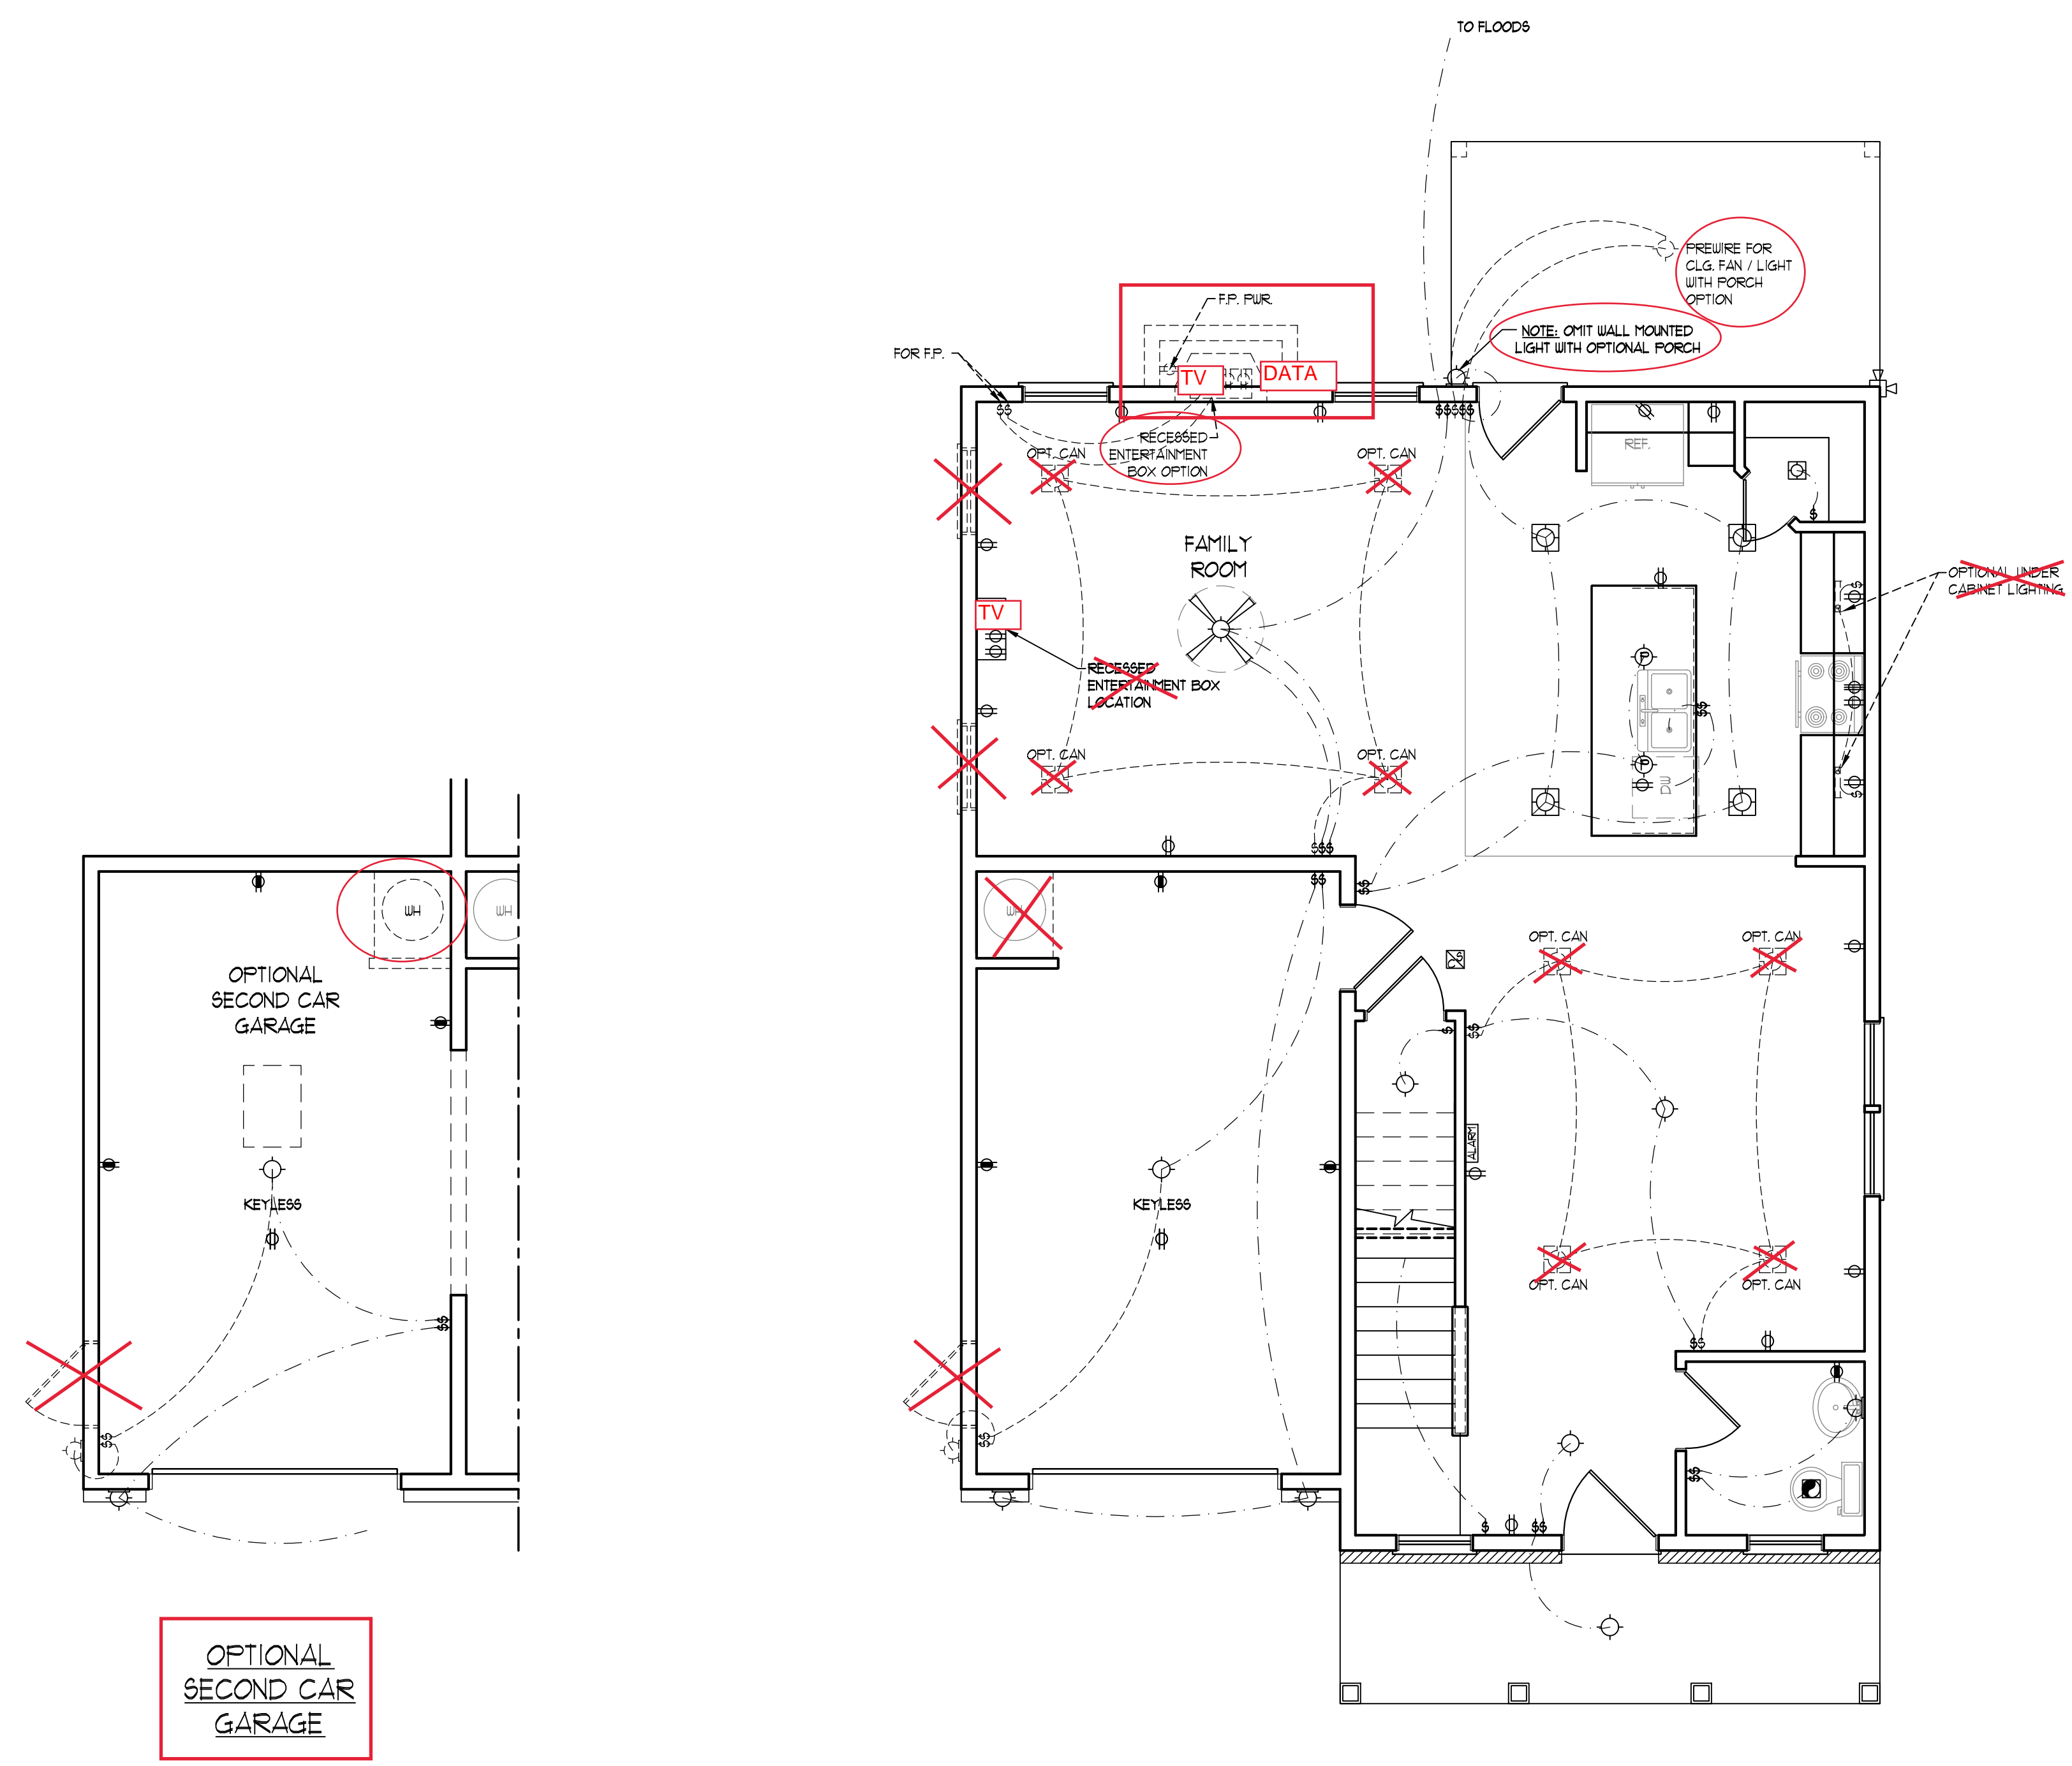 TO FLOODS
PREWIRE FOR
CLG. FAN / LIGHT
WITH PORCH
OPTION
F.P. PWR.
NOTE: OMIT WALL MOUNTED
LIGHT WITH OPTIONAL PORCH
FOR F.P.
TV
DATA
$$
$$$$$
RECESSED
ENTERTAINMENT
BOX OPTION
OPT. CAN
OPT. CAN
REF.
$
FAMILY
ROOM
OPTIONAL UNDER
CABINET LIGHTING
$
TV
RECESSED
ENTERTAINMENT BOX
LOCATION
P
$$
OPT. CAN
OPT. CAN
P
DW
$
$$$
$$
$$
WH
WH
WH
OPT. CAN
OPT. CAN
OPTIONAL
SECOND CAR
GARAGE
$
$$
ALARM
KEYLESS
KEYLESS
OPT. CAN
OPT. CAN
$$
$$
$$
$$
$$
$
$$
OPTIONAL
SECOND CAR
GARAGE